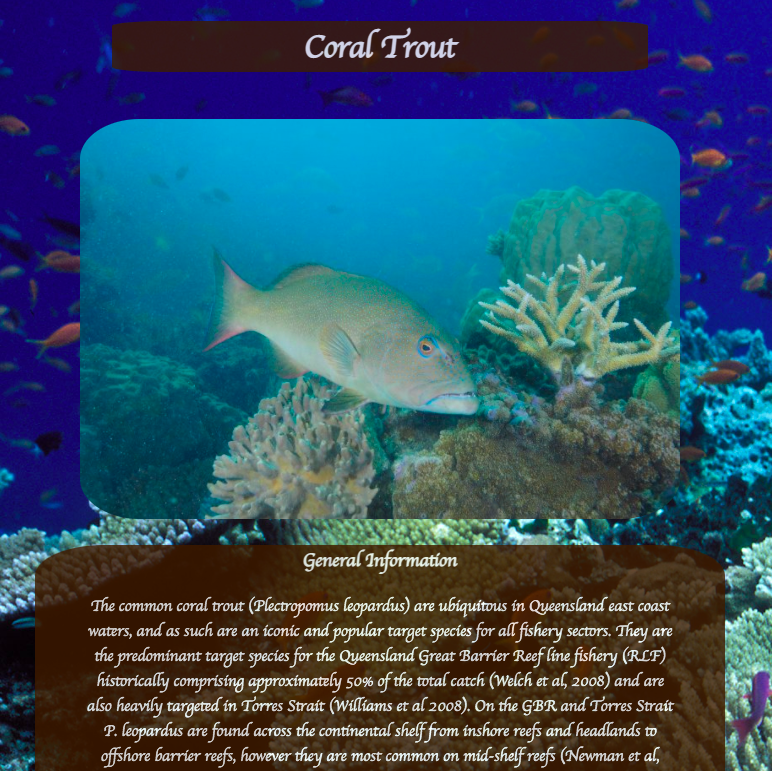 Coral Trout
General Information
The common coral trout (Plectropomus leopardus) are ubiquitous in Queensland east coast
waters, and as such are an iconic and popular target species for all fishery sectors. They are
the predominant target species for the Queensland Great Barrier Reef line fishery (RLF)
historically comprising approximately 50% of the total catch (Welch et al, 2008) and are
also heavily targeted in Torres Strait (Williams et al 2008). On the GBR and Torres Strait
P. leopardus are found across the continental shelf from inshore reefs and headlands to
offshore barrier reefs, however they are most common on mid-shelf reefs (Newman et al,